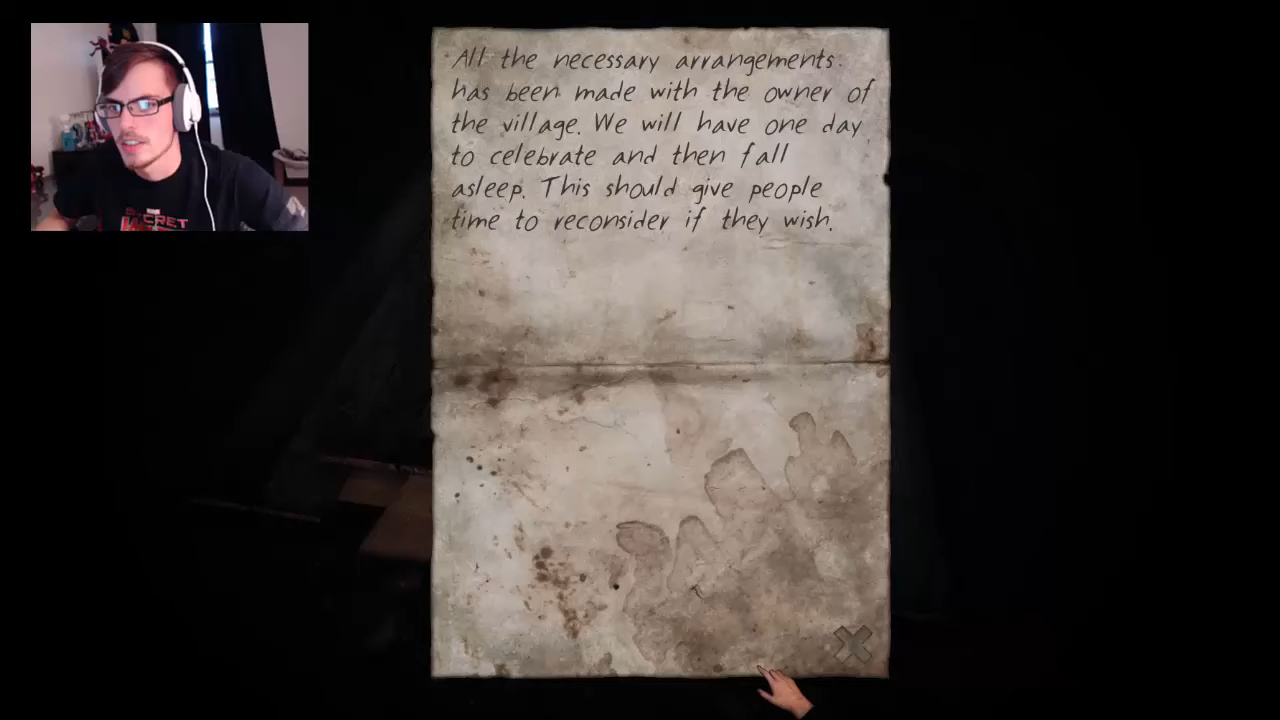 All the necessary arrangements
has been made with the owner of
the village. We will have one day
to celebrate and then fall
asleep. This should give people
time to reconsider if they wish.
SECRET